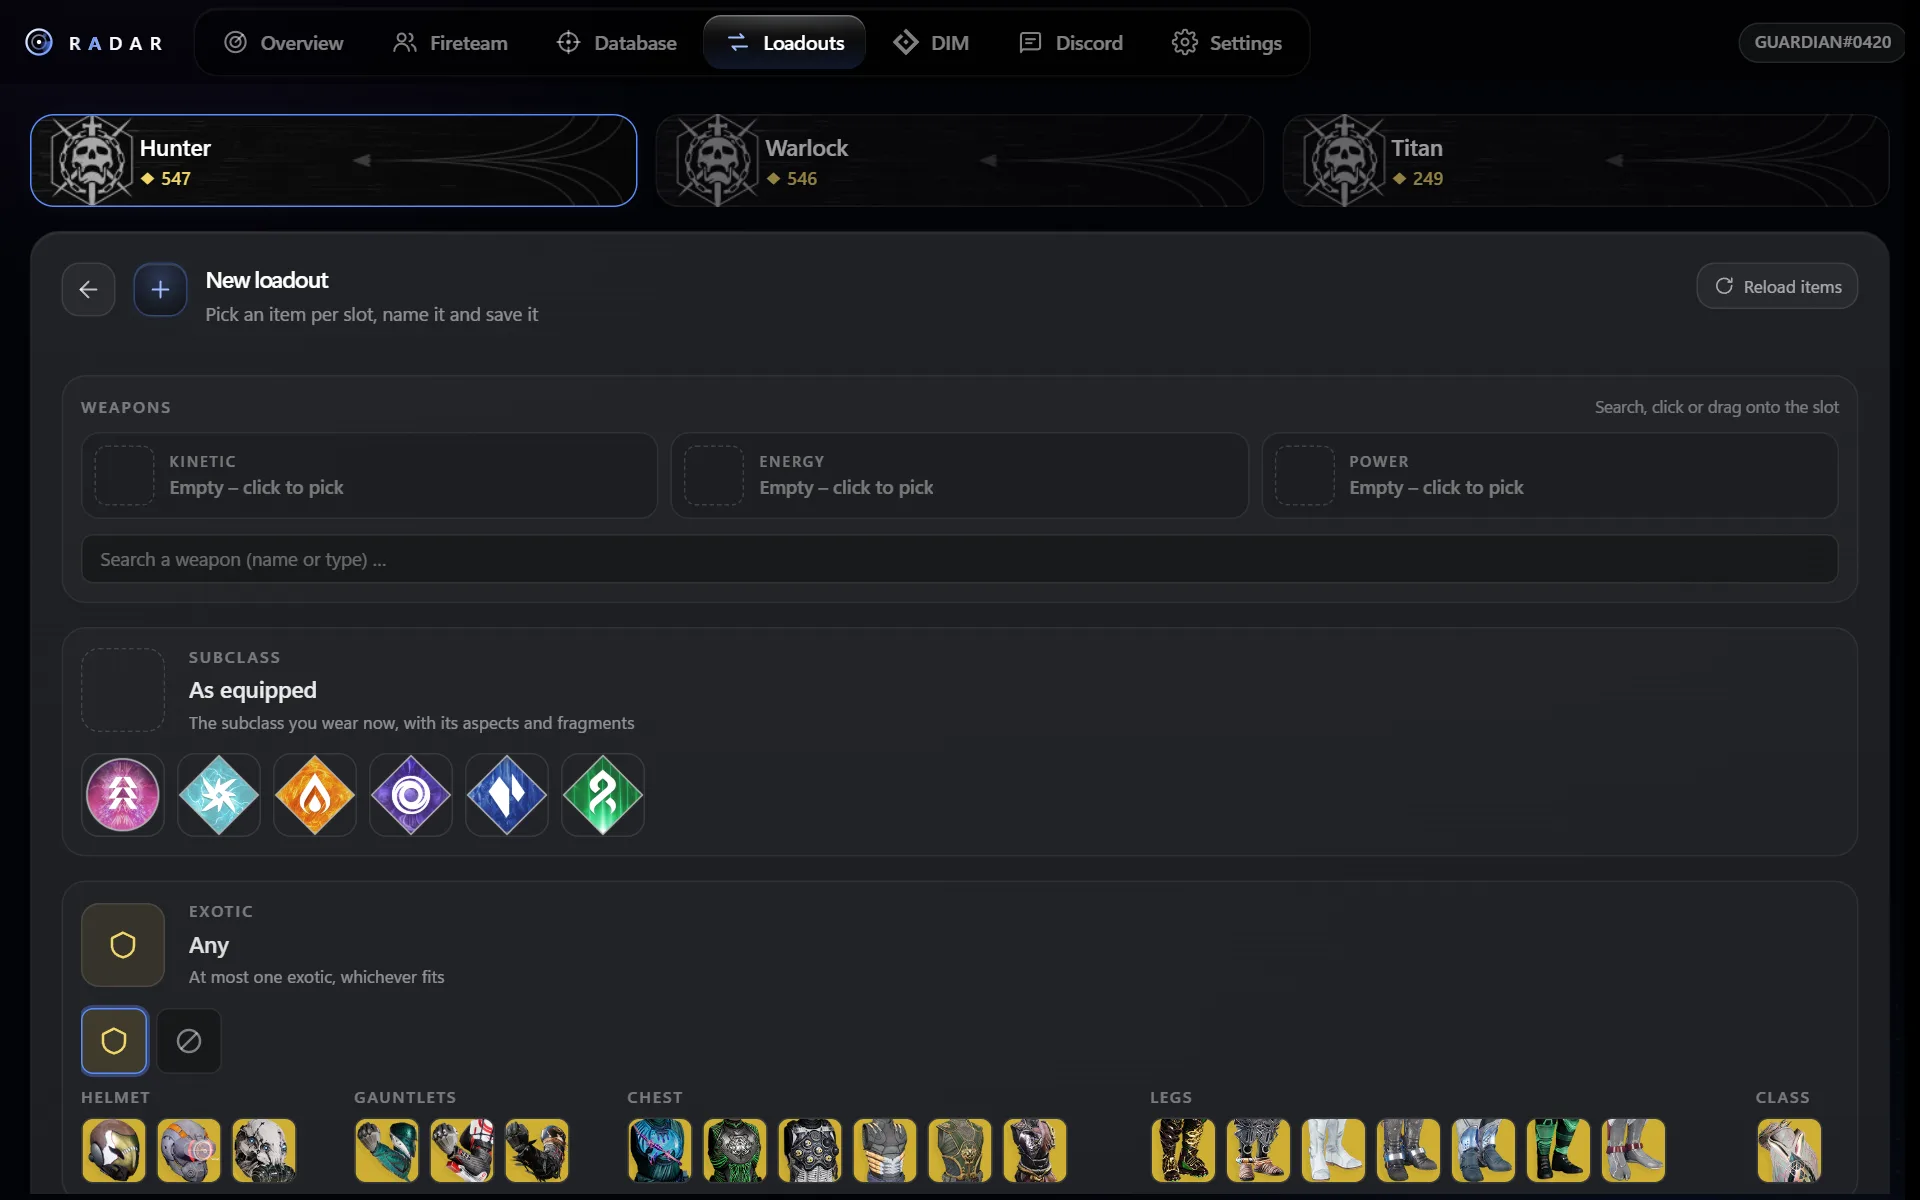 RADAR
Overview
Fireteam
Database
Loadouts
DIM
Discord
Settings
GUARDIAN#0420
Hunter
547
Warlock
546
Titan
249
New loadout
Pick an item per slot, name it and save it
Reload items
WEAPONS
Search, click or drag onto the slot
KINETIC
Empty – click to pick
ENERGY
Empty – click to pick
POWER
Empty – click to pick
Search a weapon (name or type) ...
SUBCLASS
As equipped
The subclass you wear now, with its aspects and fragments
EXOTIC
Any
At most one exotic, whichever fits
HELMET
GAUNTLETS
CHEST
LEGS
CLASS